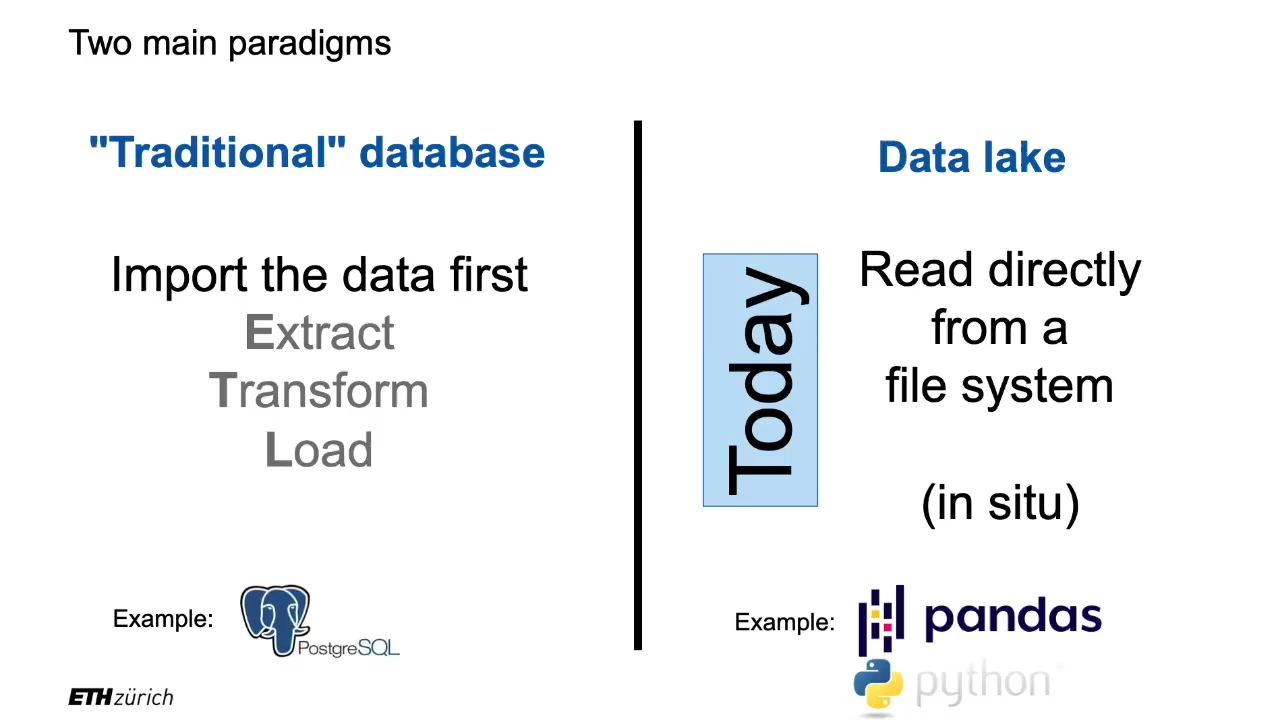 Two main paradigms
"Traditional" database
Import the data first
Extract
Transform
Load
Example:
PostgreSQL
Data lake
Today
Read directly
from a
file system
(in situ)
Example:
pandas
python
ETH zürich